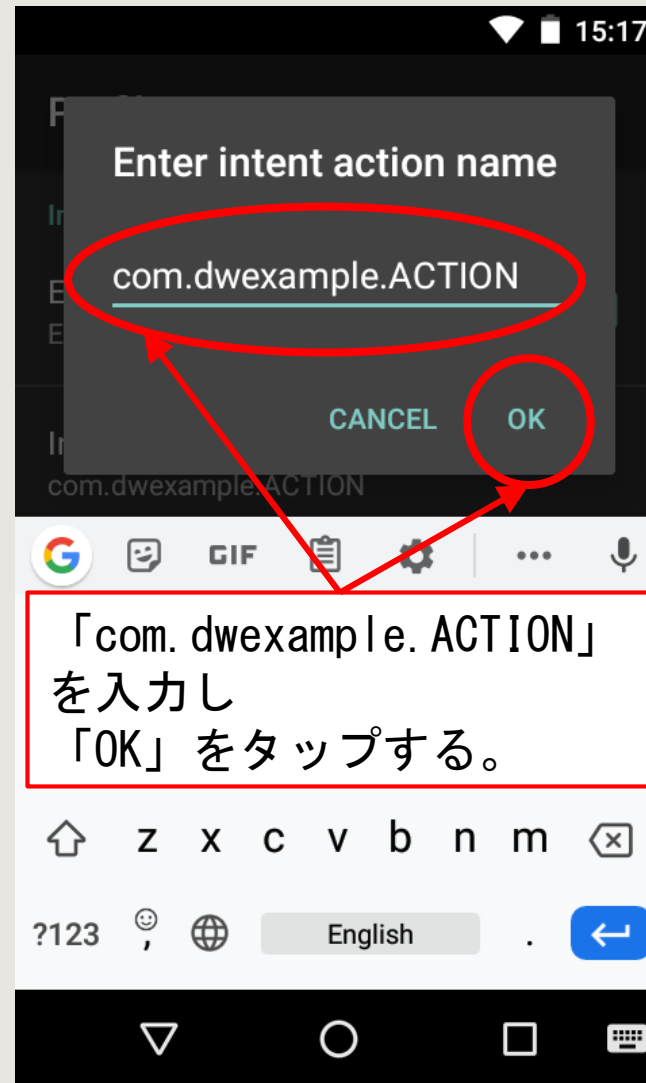 15:17
Enter intent action name
com.dwexample.ACTION
CANCEL OK
com.dwexample.ACTION
G GIF
「com.dwexample.ACTION」
を入力し
「OK」をタップする。
z x c v b n m
?123 , English .